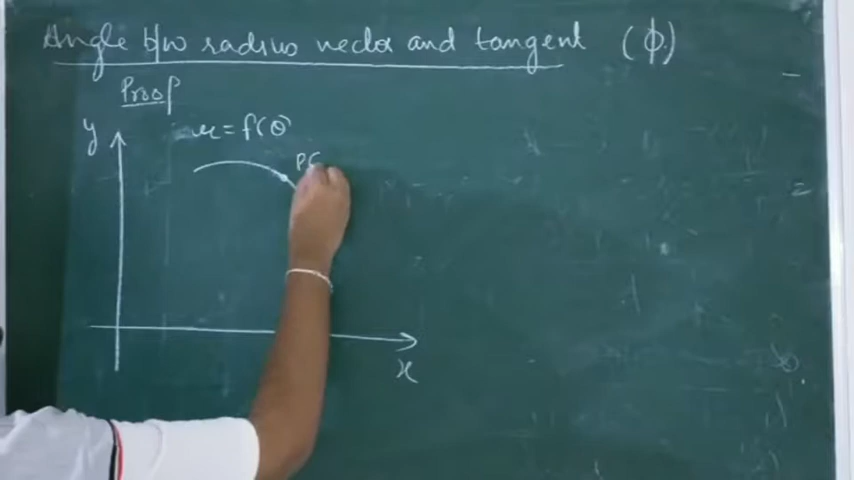 Angle b/w radius vector and tangent (ϕ)
Proof
y
r = f(θ)
P(
x